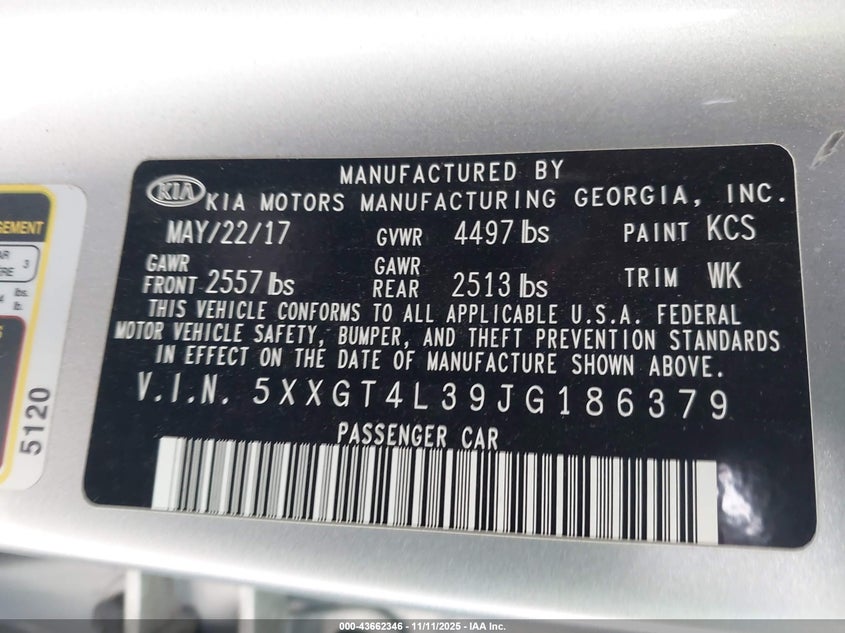 MANUFACTURED BY
KIA KIA MOTORS MANUFACTURING GEORGIA, INC.
MAY/22/17 GVWR 4497 lbs PAINT KCS
GAWR FRONT 2557 lbs GAWR REAR 2513 lbs TRIM WK
THIS VEHICLE CONFORMS TO ALL APPLICABLE U.S.A. FEDERAL
MOTOR VEHICLE SAFETY, BUMPER, AND THEFT PREVENTION STANDARDS
IN EFFECT ON THE DATE OF MANUFACTURE SHOWN ABOVE.
V.I.N. 5XXGT4L39JG186379
PASSENGER CAR
3
lbs.
lb.
5120
000-43662346 - 11/11/2025 - IAA Inc.